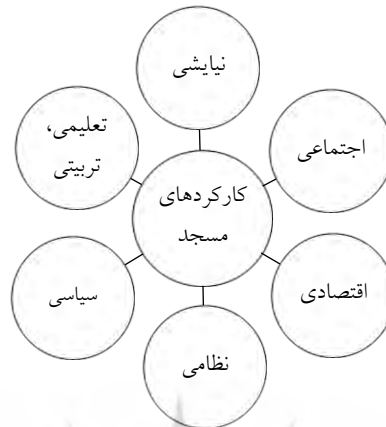 نیایشی
اجتماعی
تعلیمی،
تربیتی
کارکردهای
مسجد
اقتصادی
سیاسی
نظامی